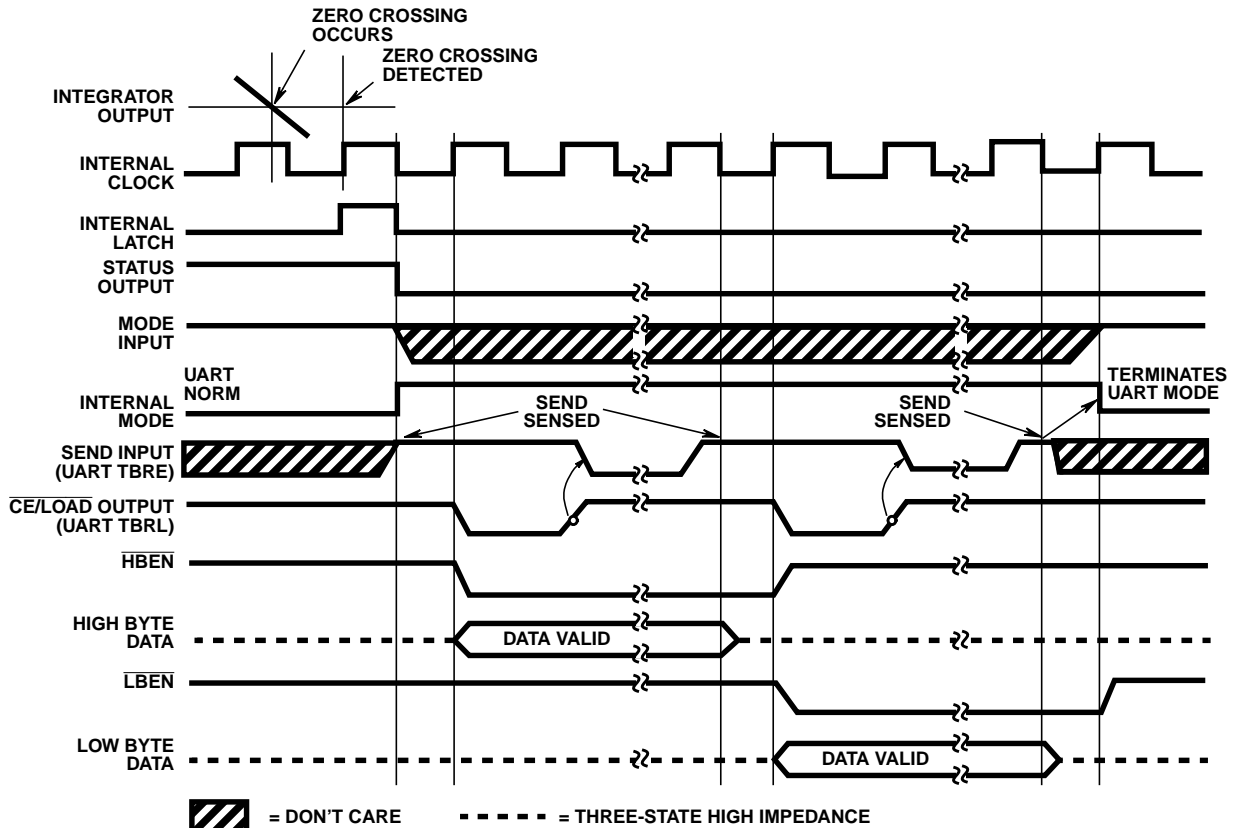 ZERO CROSSING
OCCURS
ZERO CROSSING
DETECTED
INTEGRATOR
OUTPUT
INTERNAL
CLOCK
INTERNAL
LATCH
STATUS
OUTPUT
MODE
INPUT
UART
NORM
TERMINATES
UART MODE
INTERNAL
MODE
SEND
SENSED
SEND
SENSED
SEND INPUT
(UART TBRE)
CE/LOAD OUTPUT
(UART TBRL)
HBEN
HIGH BYTE
DATA
DATA VALID
LBEN
LOW BYTE
DATA
DATA VALID
= DON'T CARE
= THREE-STATE HIGH IMPEDANCE